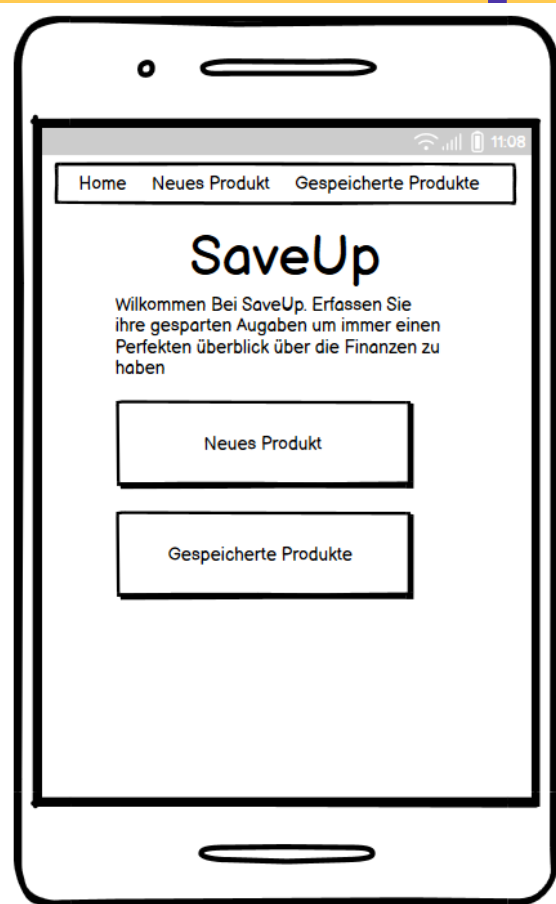 11:08
Home Neues Produkt Gespeicherte Produkte
SaveUp
Wilkommen Bei SaveUp. Erfassen Sie
ihre gesparten Augaben um immer einen
Perfekten überblick über die Finanzen zu
haben
Neues Produkt
Gespeicherte Produkte